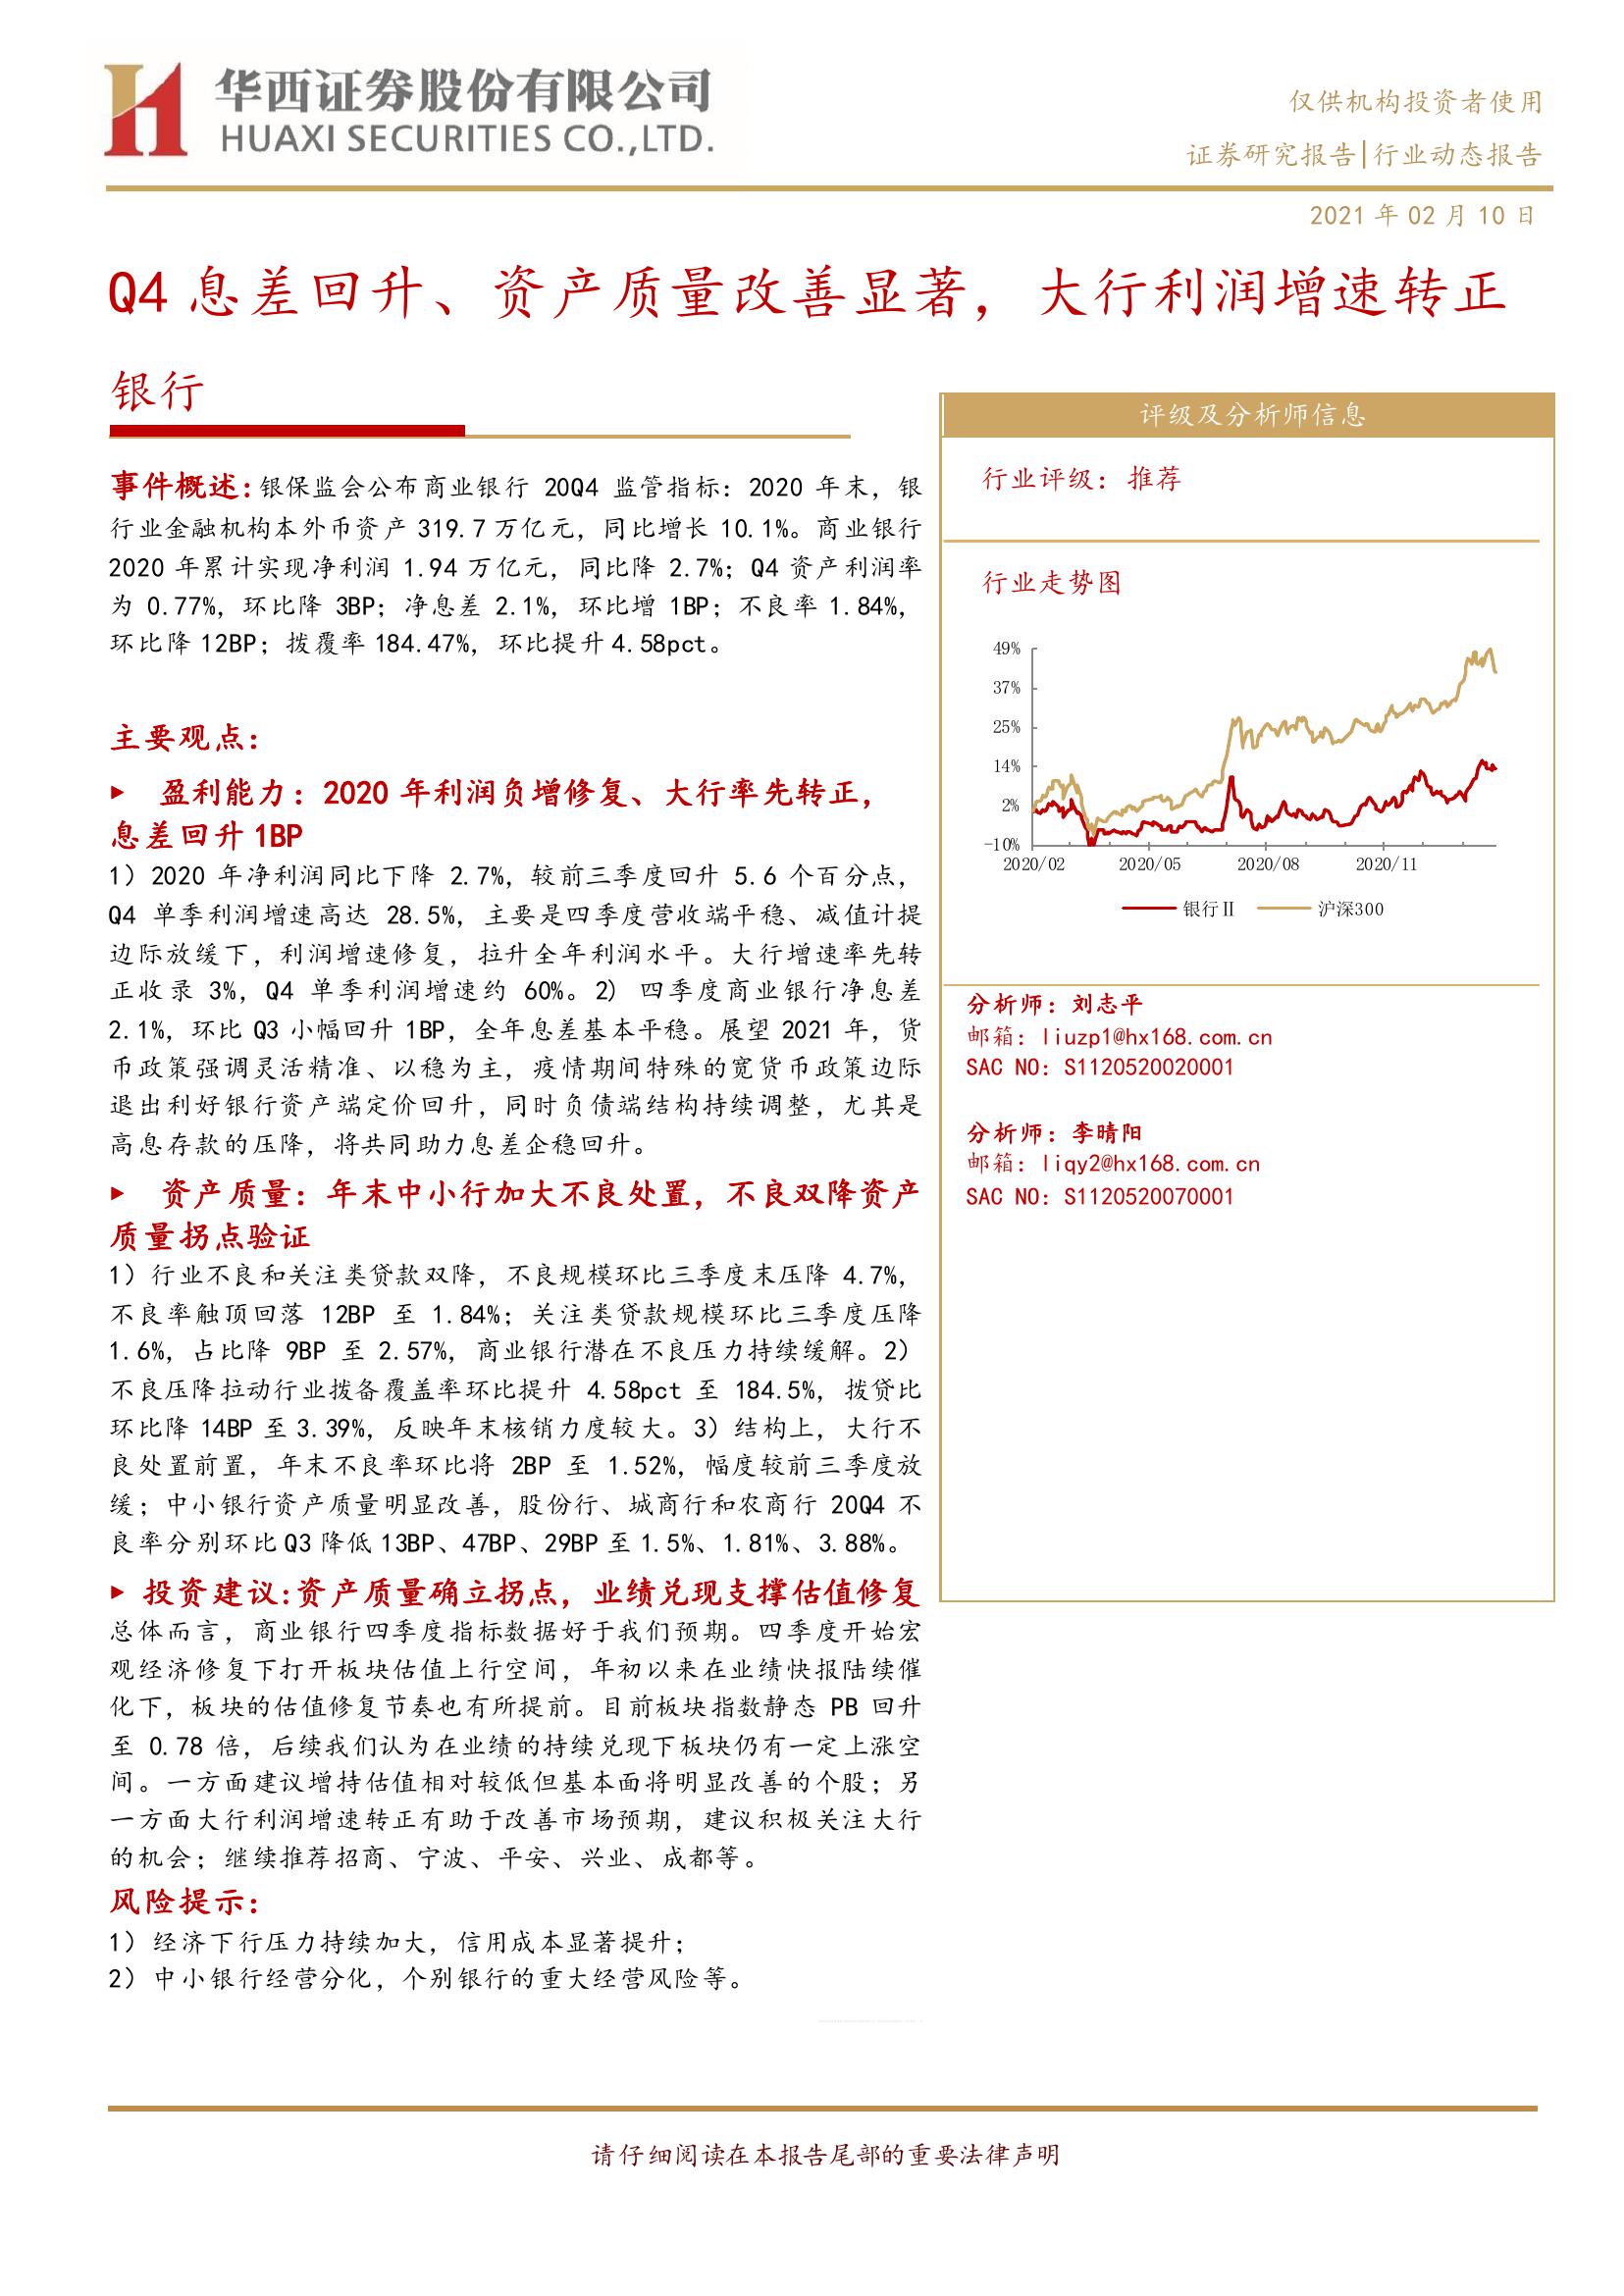 华西证券股份有限公司
HUAXI SECURITIES CO.,LTD.
仅供机构投资者使用
证券研究报告|行业动态报告
2021 年 02 月 10 日
Q4 息差回升、资产质量改善显著，大行利润增速转正
银行
事件概述:银保监会公布商业银行 20Q4 监管指标：2020 年末，银
行业金融机构本外币资产 319.7 万亿元，同比增长 10.1%。商业银行
2020 年累计实现净利润 1.94 万亿元，同比降 2.7%；Q4 资产利润率
为 0.77%，环比降 3BP；净息差 2.1%，环比增 1BP；不良率 1.84%，
环比降 12BP；拨覆率 184.47%，环比提升 4.58pct。
主要观点：
► 盈利能力：2020 年利润负增修复、大行率先转正，
息差回升 1BP
1）2020 年净利润同比下降 2.7%，较前三季度回升 5.6 个百分点，
Q4 单季利润增速高达 28.5%，主要是四季度营收端平稳、减值计提
边际放缓下，利润增速修复，拉升全年利润水平。大行增速率先转
正收录 3%，Q4 单季利润增速约 60%。2) 四季度商业银行净息差
2.1%，环比 Q3 小幅回升 1BP，全年息差基本平稳。展望 2021 年，货
币政策强调灵活精准、以稳为主，疫情期间特殊的宽货币政策边际
退出利好银行资产端定价回升，同时负债端结构持续调整，尤其是
高息存款的压降，将共同助力息差企稳回升。
► 资产质量：年末中小行加大不良处置，不良双降资产
质量拐点验证
1）行业不良和关注类贷款双降，不良规模环比三季度末压降 4.7%，
不良率触顶回落 12BP 至 1.84%；关注类贷款规模环比三季度压降
1.6%，占比降 9BP 至 2.57%，商业银行潜在不良压力持续缓解。2）
不良压降拉动行业拨备覆盖率环比提升 4.58pct 至 184.5%，拨贷比
环比降 14BP 至 3.39%，反映年末核销力度较大。3）结构上，大行不
良处置前置，年末不良率环比将 2BP 至 1.52%，幅度较前三季度放
缓；中小银行资产质量明显改善，股份行、城商行和农商行 20Q4 不
良率分别环比 Q3 降低 13BP、47BP、29BP 至 1.5%、1.81%、3.88%。
► 投资建议:资产质量确立拐点，业绩兑现支撑估值修复
总体而言，商业银行四季度指标数据好于我们预期。四季度开始宏
观经济修复下打开板块估值上行空间，年初以来在业绩快报陆续催
化下，板块的估值修复节奏也有所提前。目前板块指数静态 PB 回升
至 0.78 倍，后续我们认为在业绩的持续兑现下板块仍有一定上涨空
间。一方面建议增持估值相对较低但基本面将明显改善的个股；另
一方面大行利润增速转正有助于改善市场预期，建议积极关注大行
的机会；继续推荐招商、宁波、平安、兴业、成都等。
风险提示：
1）经济下行压力持续加大，信用成本显著提升；
2）中小银行经营分化，个别银行的重大经营风险等。
评级及分析师信息
行业评级：推荐
行业走势图
49%
37%
25%
14%
2%
-10%
2020/02 2020/05 2020/08 2020/11
银行Ⅱ 沪深300
分析师：刘志平
邮箱：liuzp1@hx168.com.cn
SAC NO：S1120520020001
分析师：李晴阳
邮箱：liqy2@hx168.com.cn
SAC NO：S1120520070001
请仔细阅读在本报告尾部的重要法律声明